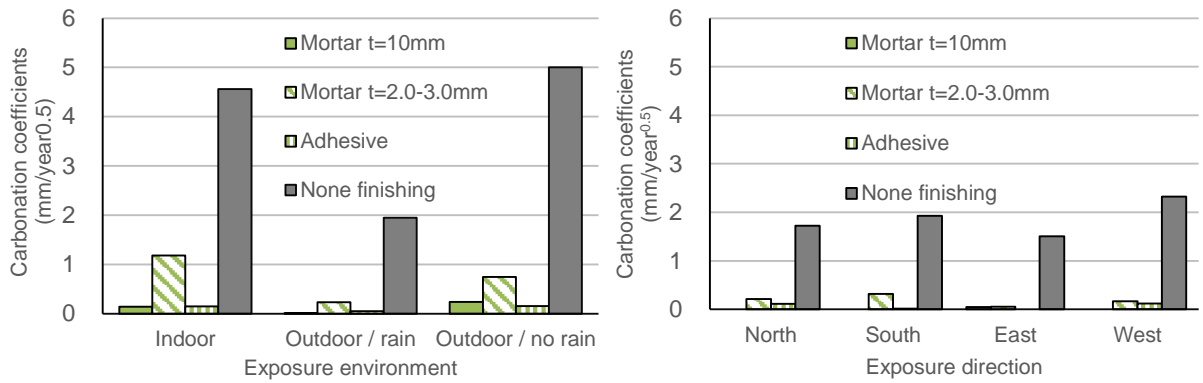 Carbonation coefficients
(mm/year0.5)
6
5
4
3
2
1
0
Mortar t=10mm
Mortar t=2.0-3.0mm
Adhesive
None finishing
Indoor
Outdoor / rain
Outdoor / no rain
Exposure environment
Carbonation coefficients
(mm/year0.5)
6
5
4
3
2
1
0
Mortar t=10mm
Mortar t=2.0-3.0mm
Adhesive
None finishing
North
South
East
West
Exposure direction